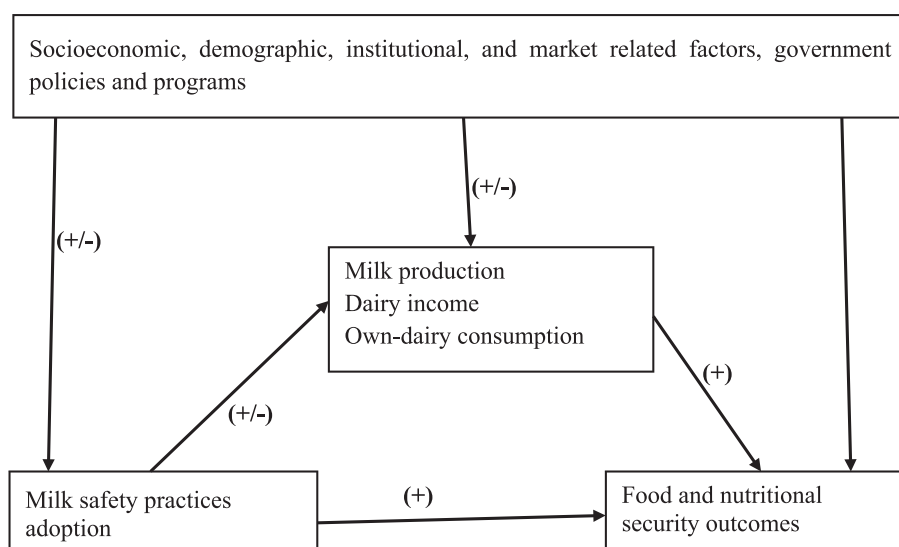 Socioeconomic, demographic, institutional, and market related factors, government
policies and programs
(+/-)
(+/-)
Milk production
Dairy income
Own-dairy consumption
(+)
(+/-)
Milk safety practices
adoption
(+)
Food and nutritional
security outcomes